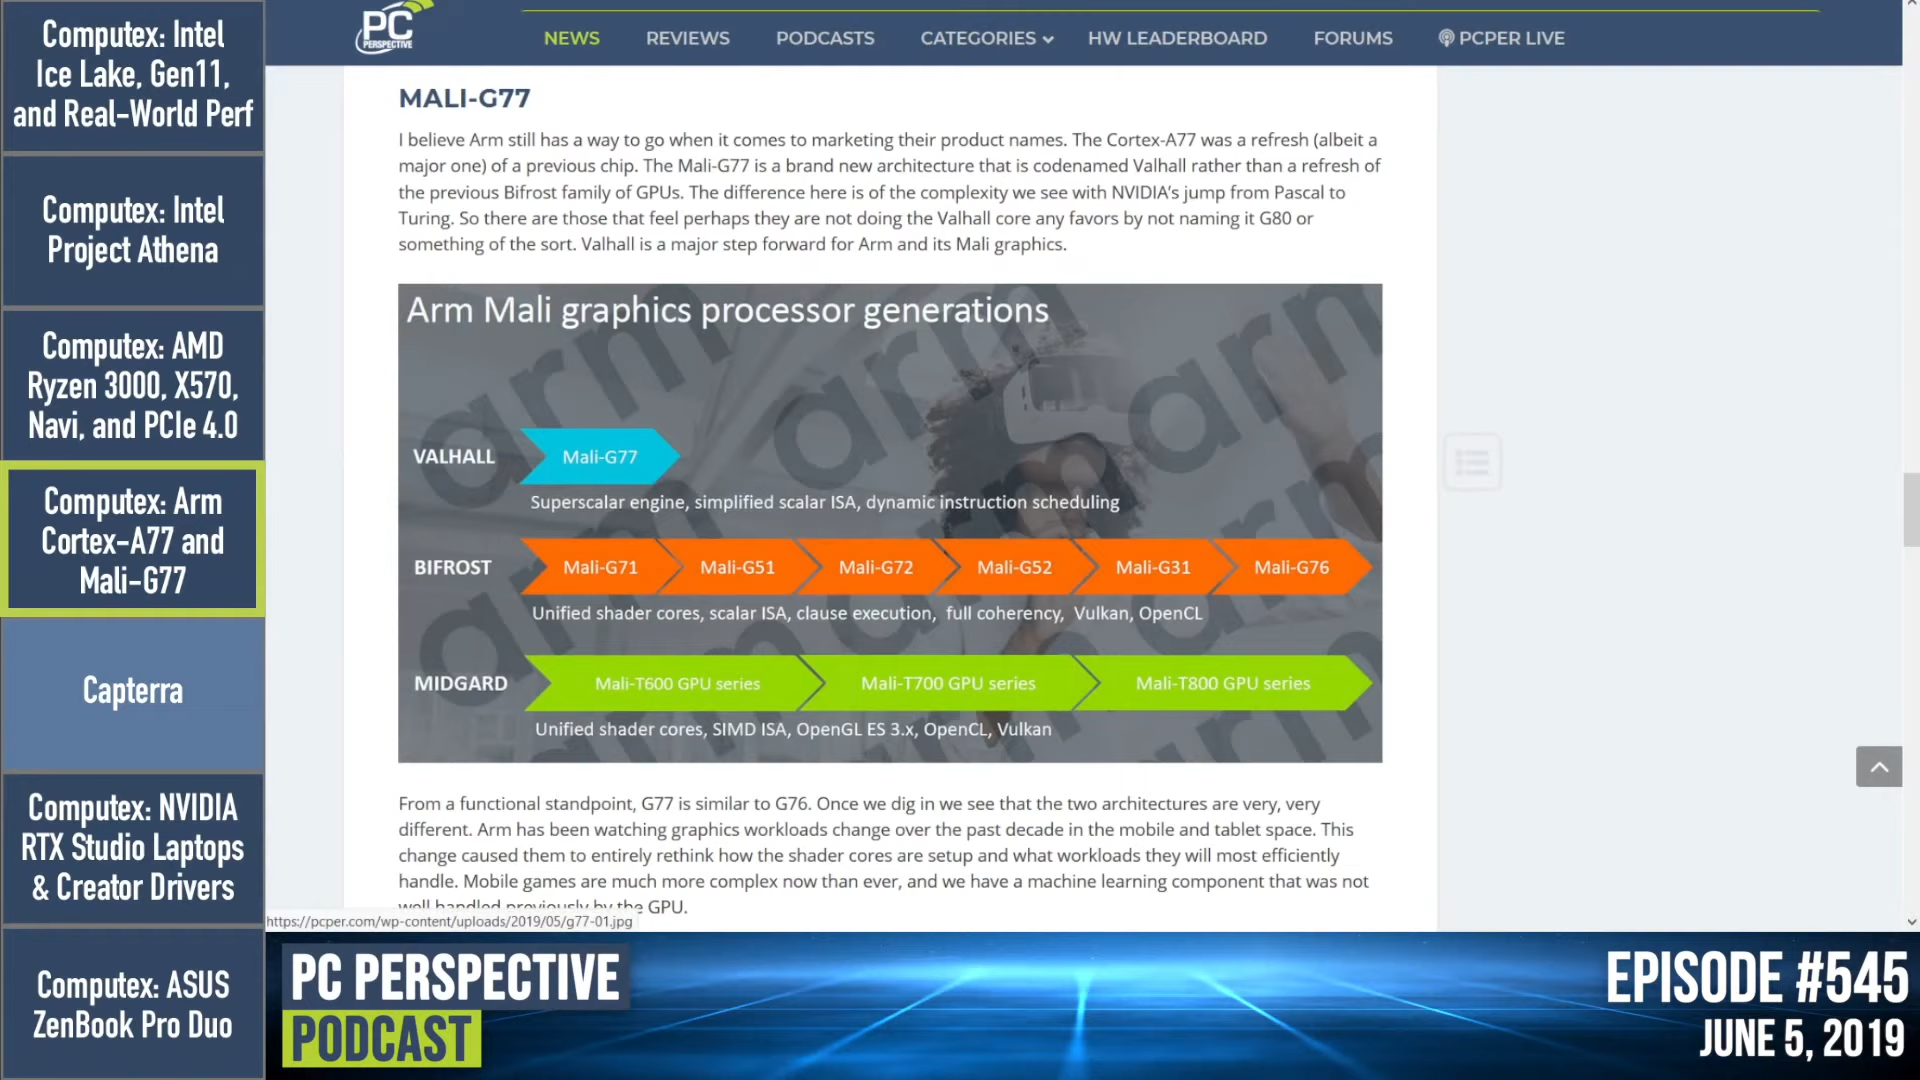 Computex: Intel
Ice Lake, Gen11,
and Real-World Perf
Computex: Intel
Project Athena
Computex: AMD
Ryzen 3000, X570,
Navi, and PCIe 4.0
Computex: Arm
Cortex-A77 and
Mali-G77
Capterra
Computex: NVIDIA
RTX Studio Laptops
& Creator Drivers
Computex: ASUS
ZenBook Pro Duo
PC
PERSPECTIVE
NEWS REVIEWS PODCASTS CATEGORIES HW LEADERBOARD FORUMS PCPER LIVE
MALI-G77
I believe Arm still has a way to go when it comes to marketing their product names. The Cortex-A77 was a refresh (albeit a
major one) of a previous chip. The Mali-G77 is a brand new architecture that is codenamed Valhall rather than a refresh of
the previous Bifrost family of GPUs. The difference here is of the complexity we see with NVIDIA's jump from Pascal to
Turing. So there are those that feel perhaps they are not doing the Valhall core any favors by not naming it G80 or
something of the sort. Valhall is a major step forward for Arm and its Mali graphics.
Arm Mali graphics processor generations
VALHALL Mali-G77
Superscalar engine, simplified scalar ISA, dynamic instruction scheduling
BIFROST Mali-G71 Mali-G51 Mali-G72 Mali-G52 Mali-G31 Mali-G76
Unified shader cores, scalar ISA, clause execution, full coherency, Vulkan, OpenCL
MIDGARD Mali-T600 GPU series Mali-T700 GPU series Mali-T800 GPU series
Unified shader cores, SIMD ISA, OpenGL ES 3.x, OpenCL, Vulkan
arm arm arm
arm arm arm
From a functional standpoint, G77 is similar to G76. Once we dig in we see that the two architectures are very, very
different. Arm has been watching graphics workloads change over the past decade in the mobile and tablet space. This
change caused them to entirely rethink how the shader cores are setup and what workloads they will most efficiently
handle. Mobile games are much more complex now than ever, and we have a machine learning component that was not
well handled previously by the GPU.
https://pcper.com/wp-content/uploads/2019/05/g77-01.jpg
PC PERSPECTIVE
PODCAST
EPISODE #545
JUNE 5, 2019